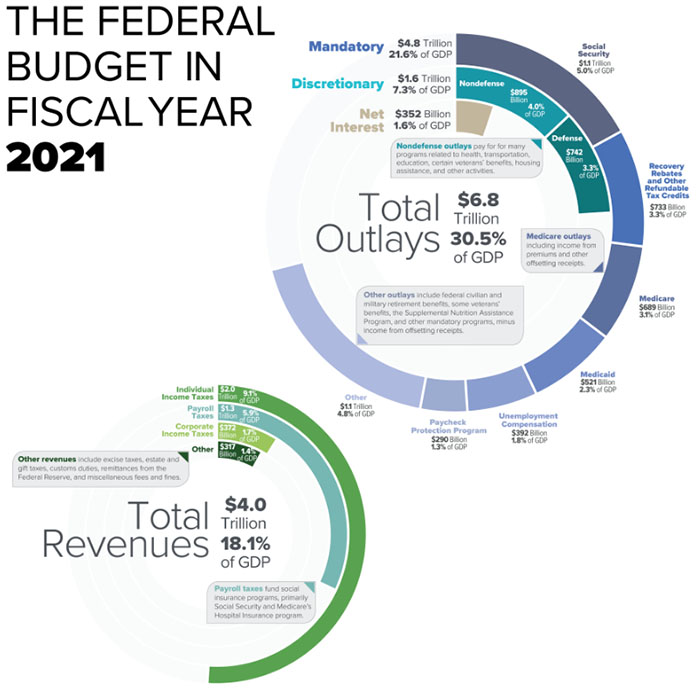 THE FEDERAL
BUDGET IN
FISCAL YEAR
2021
Mandatory
$4.8 Trillion
21.6% of GDP
Discretionary
$1.6 Trillion
7.3% of GDP
Net
Interest
$352 Billion
1.6% of GDP
Nondefense
$895
Billion
4.0%
of GDP
Defense
$742
Billion
3.3%
of GDP
Social
Security
$1.1 Trillion
5.0% of GDP
Recovery
Rebates
and Other
Refundable
Tax Credits
$733 Billion
3.3% of GDP
Medicare
$689 Billion
3.1% of GDP
Medicaid
$521 Billion
2.3% of GDP
Unemployment
Compensation
$392 Billion
1.8% of GDP
Paycheck
Protection Program
$290 Billion
1.3% of GDP
Other
$1.1 Trillion
4.8% of GDP
Nondefense outlays pay for for many
programs related to health, transportation,
education, certain veterans' benefits, housing
assistance, and other activities.
Total
Outlays
$6.8
Trillion
30.5%
of GDP
Medicare outlays
including income from
premiums and other
offsetting receipts.
Other outlays include federal civilian and
military retirement benefits, some veterans'
benefits, the Supplemental Nutrition Assistance
Program, and other mandatory programs, minus
income from offsetting receipts.
Individual
Income Taxes
$2.0
Trillion
9.1%
of GDP
Payroll
Taxes
$1.3
Trillion
5.9%
of GDP
Corporate
Income Taxes
$372
Billion
1.7%
of GDP
Other
$317
Billion
1.4%
of GDP
Other revenues include excise taxes, estate and
gift taxes, customs duties, remittances from the
Federal Reserve, and miscellaneous fees and fines.
Total
Revenues
$4.0
Trillion
18.1%
of GDP
Payroll taxes fund social
insurance programs, primarily
Social Security and Medicare's
Hospital Insurance program.